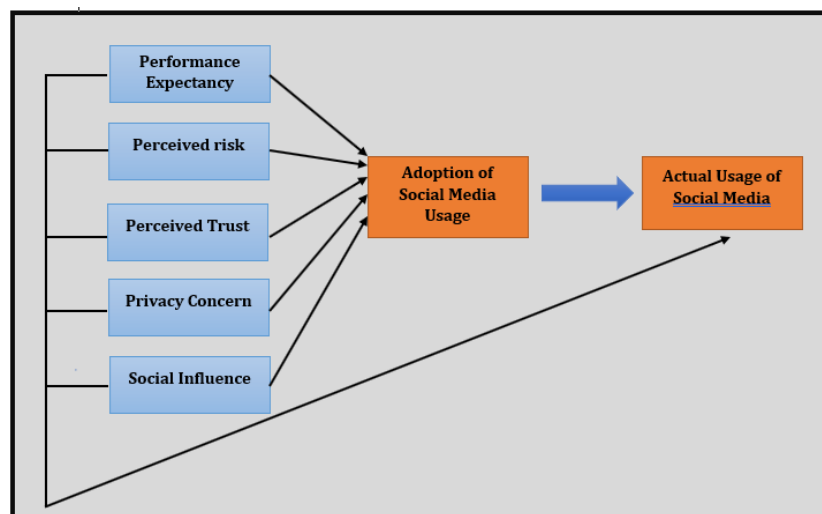 Performance
Expectancy
Perceived risk
Perceived Trust
Privacy Concern
Social Influence
Adoption of
Social Media
Usage
Actual Usage of
Social Media